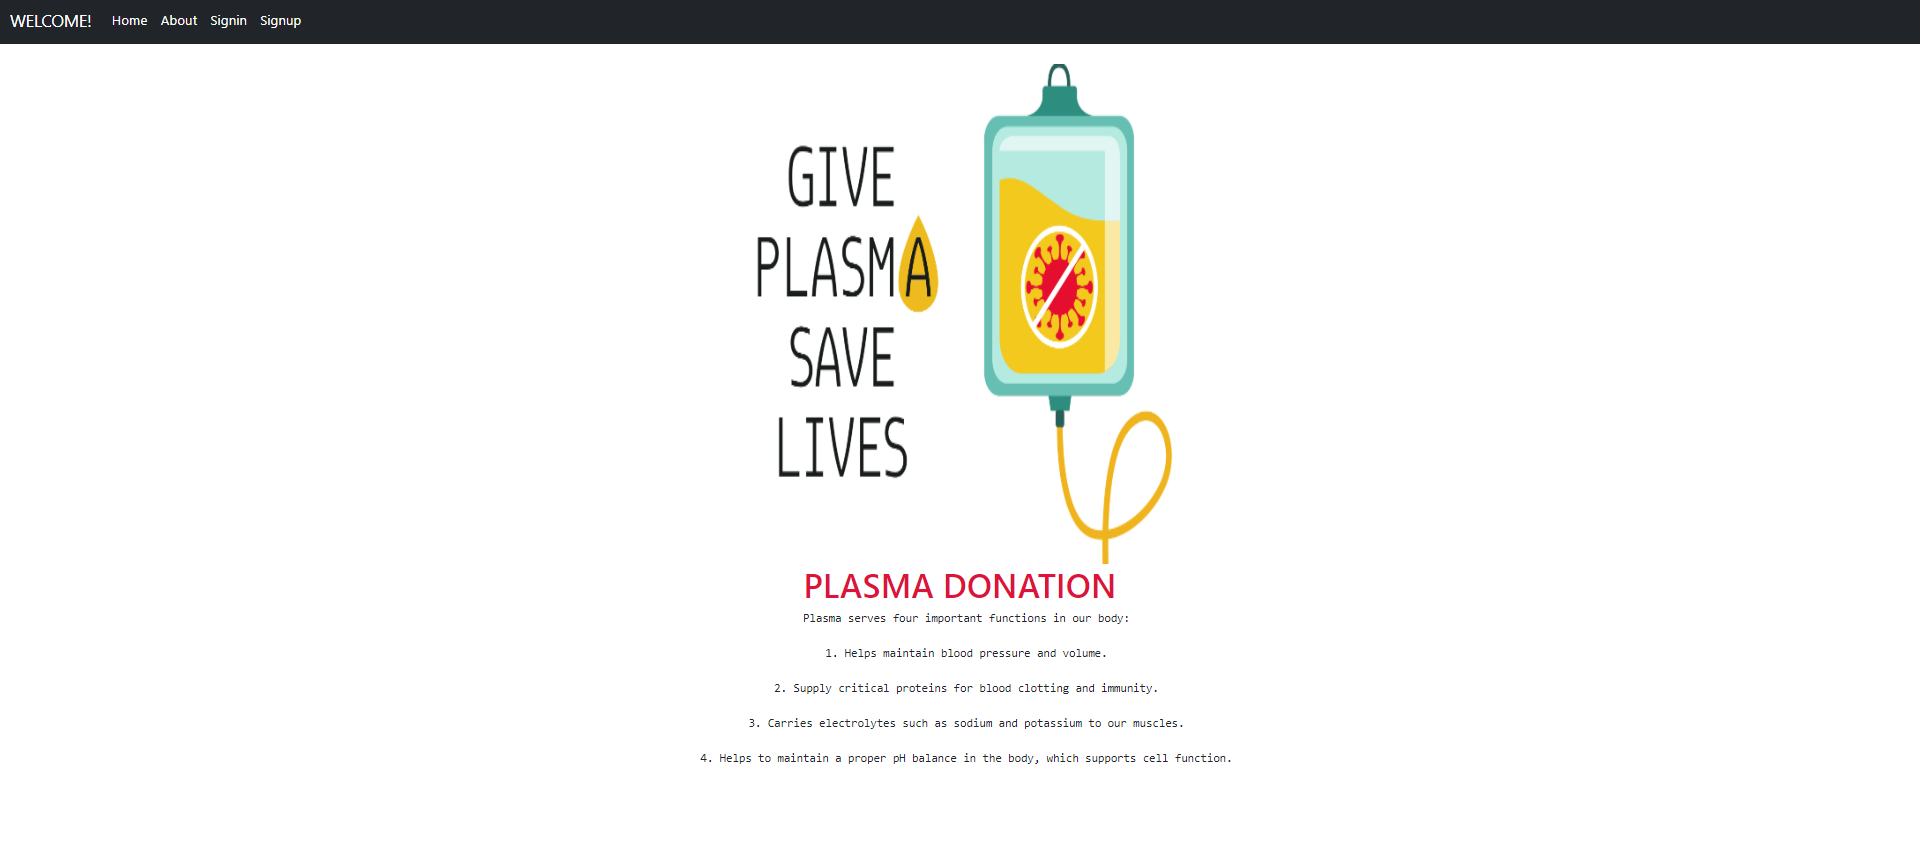 WELCOME! Home About Signin Signup
GIVE
PLASMA
SAVE
LIVES
PLASMA DONATION
Plasma serves four important functions in our body:
1. Helps maintain blood pressure and volume.
2. Supply critical proteins for blood clotting and immunity.
3. Carries electrolytes such as sodium and potassium to our muscles.
4. Helps to maintain a proper pH balance in the body, which supports cell function.